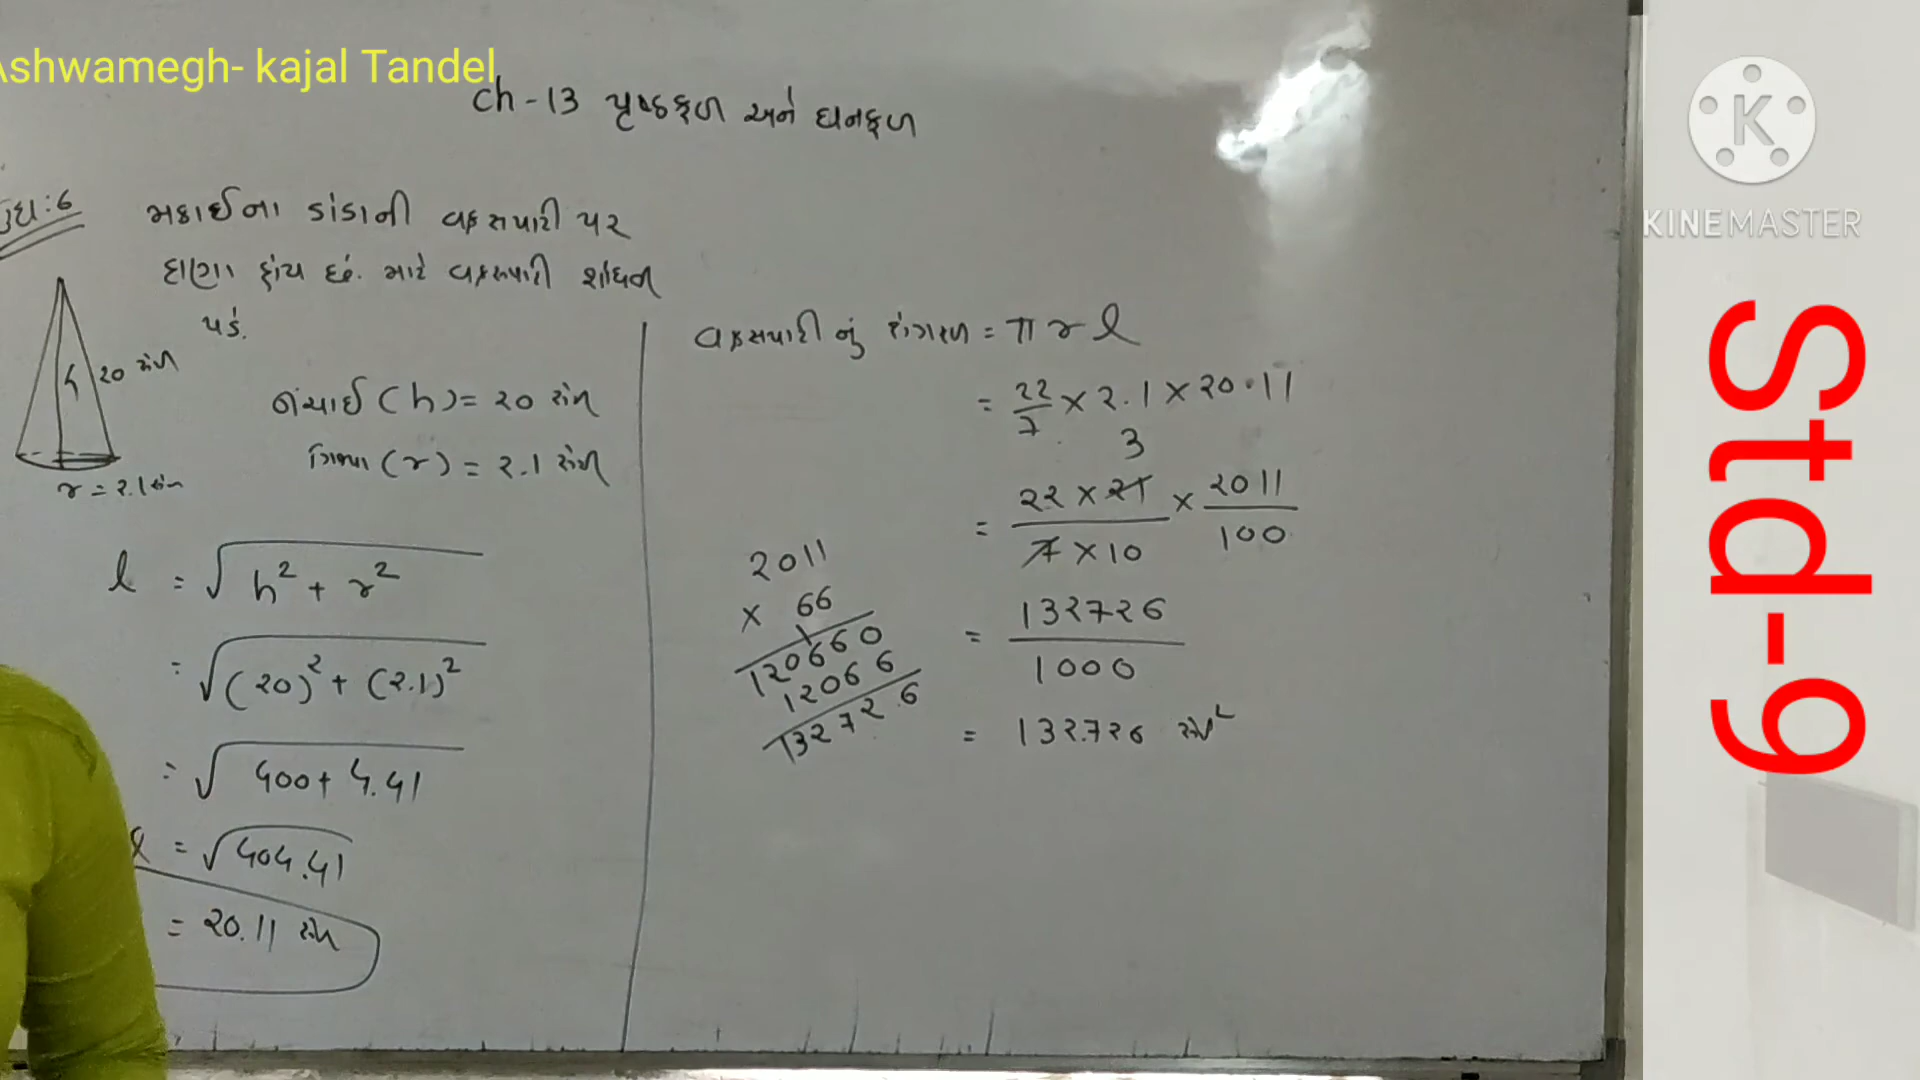 Ashwamegh- kajal Tandel
Ch - 13 પૃષ્ઠફળ અને ઘનફળ
ઉદા:6
મકાઈના ડાંડાની વક્રસપાટી પર
દાણા હોય છે. માટે વક્રસપાટી શોધવી
પડે.
h
20 સેમી
r = 2.1 સેમી
ઊંચાઈ (h) = 20 સેમી
ત્રિજ્યા (r) = 2.1 સેમી
l = √h² + r²
= √(20)² + (2.1)²
= √400 + 4.41
l = √404.41
= 20.11 સેમી
વક્રસપાટી નું ક્ષેત્રફળ = π r l
= 22/7 × 2.1 × 20.11
3
= 22 × 21 / 7 × 10 × 2011 / 100
= 132726 / 1000
= 132.726 સેમી²
2011
× 66
120660
12066
132726
KINEMASTER
Std-9